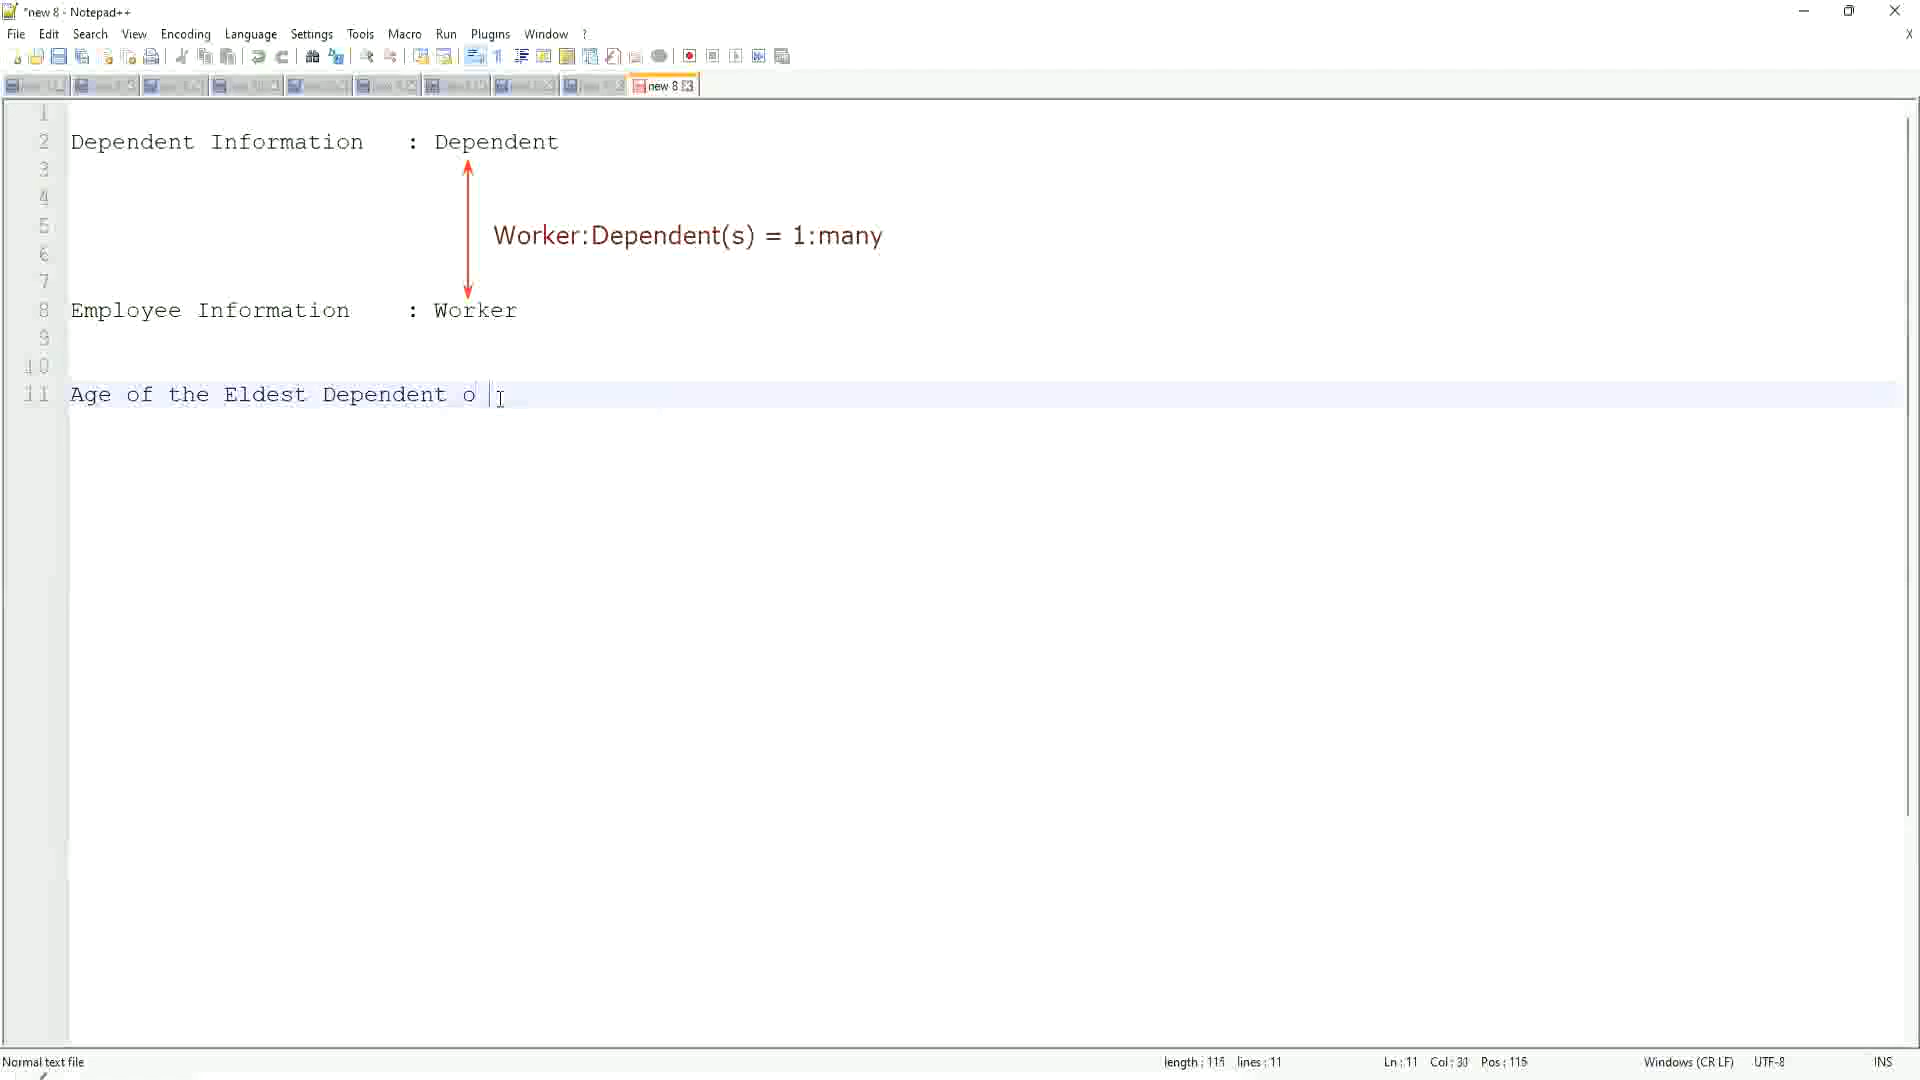 *new 8 - Notepad++
File Edit Search View Encoding Language Settings Tools Macro Run Plugins Window ? X
new 8
1
2 Dependent Information : Dependent
3
4
5 Worker:Dependent(s) = 1:many
6
7
8 Employee Information : Worker
9
10
11 Age of the Eldest Dependent o
Normal text file length : 115 lines : 11 Ln : 11 Col : 30 Pos : 115 Windows (CR LF) UTF-8 INS